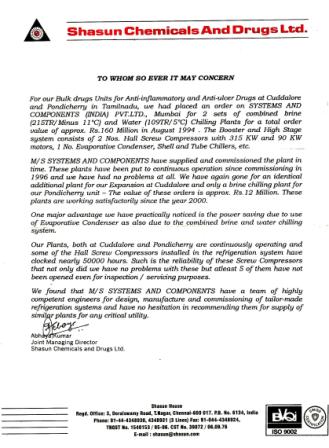 Shasun Chemicals And Drugs Ltd.
TO WHOM SO EVER IT MAY CONCERN
For our Bulk drugs Units for Anti-inflammatory and Anti-ulcer Drugs at Cuddalore
and Pondicherry in Tamilnadu, we had placed an order on SYSTEMS AND
COMPONENTS (INDIA) PVT.LTD., Mumbai for 2 sets of combined brine
(215TR/Minus 11°C) and Water (109TR/5°C) Chilling Plants for a total order
value of approx. Rs.160 Million in August 1994 . The Booster and High Stage
system consists of 2 Nos. Hall Screw Compressors with 315 KW and 90 KW
motors, 1 No. Evaporative Condenser, Shell and Tube Chillers, etc.
M/S SYSTEMS AND COMPONENTS have supplied and commissioned the plant in
time. These plants have been put to continuous operation since commissioning in
1996 and we have had no problems at all. We have again gone for an identical
additional plant for our Expansion at Cuddalore and only a brine chilling plant for
our Pondicherry unit - The value of these orders is approx. Rs.12 Million. These
plants are working satisfactorily since the year 2000.
One major advantage we have practically noticed is the power saving due to use
of Evaporative Condenser as also due to the combined brine and water chilling
system.
Our Plants, both at Cuddalore and Pondicherry are continuously operating and
some of the Hall Screw Compressors installed in the refrigeration system have
clocked nearly 50000 hours. Such is the reliability of these Screw Compressors
that not only did we have no problems with these but atleast 5 of them have not
been opened even for inspection / servicing purposes.
We found that M/S SYSTEMS AND COMPONENTS have a team of highly
competent engineers for design, manufacture and commissioning of tailor-made
refrigeration systems and have no hesitation in recommending them for supply of
similar plants for any critical utility.
Abhaya Kumar
Joint Managing Director
Shasun Chemicals and Drugs Ltd.
Shasun House
Regd. Office: 3, Doraiswamy Road, T.Nagar, Chennai-600 017. P.B. No. 6134, India
Phone: 91-44-4348938, 4348921 (3 Lines) Fax: 91-044-4348924,
E-mail : shasun@shasun.com
BVQI
ISO 9002